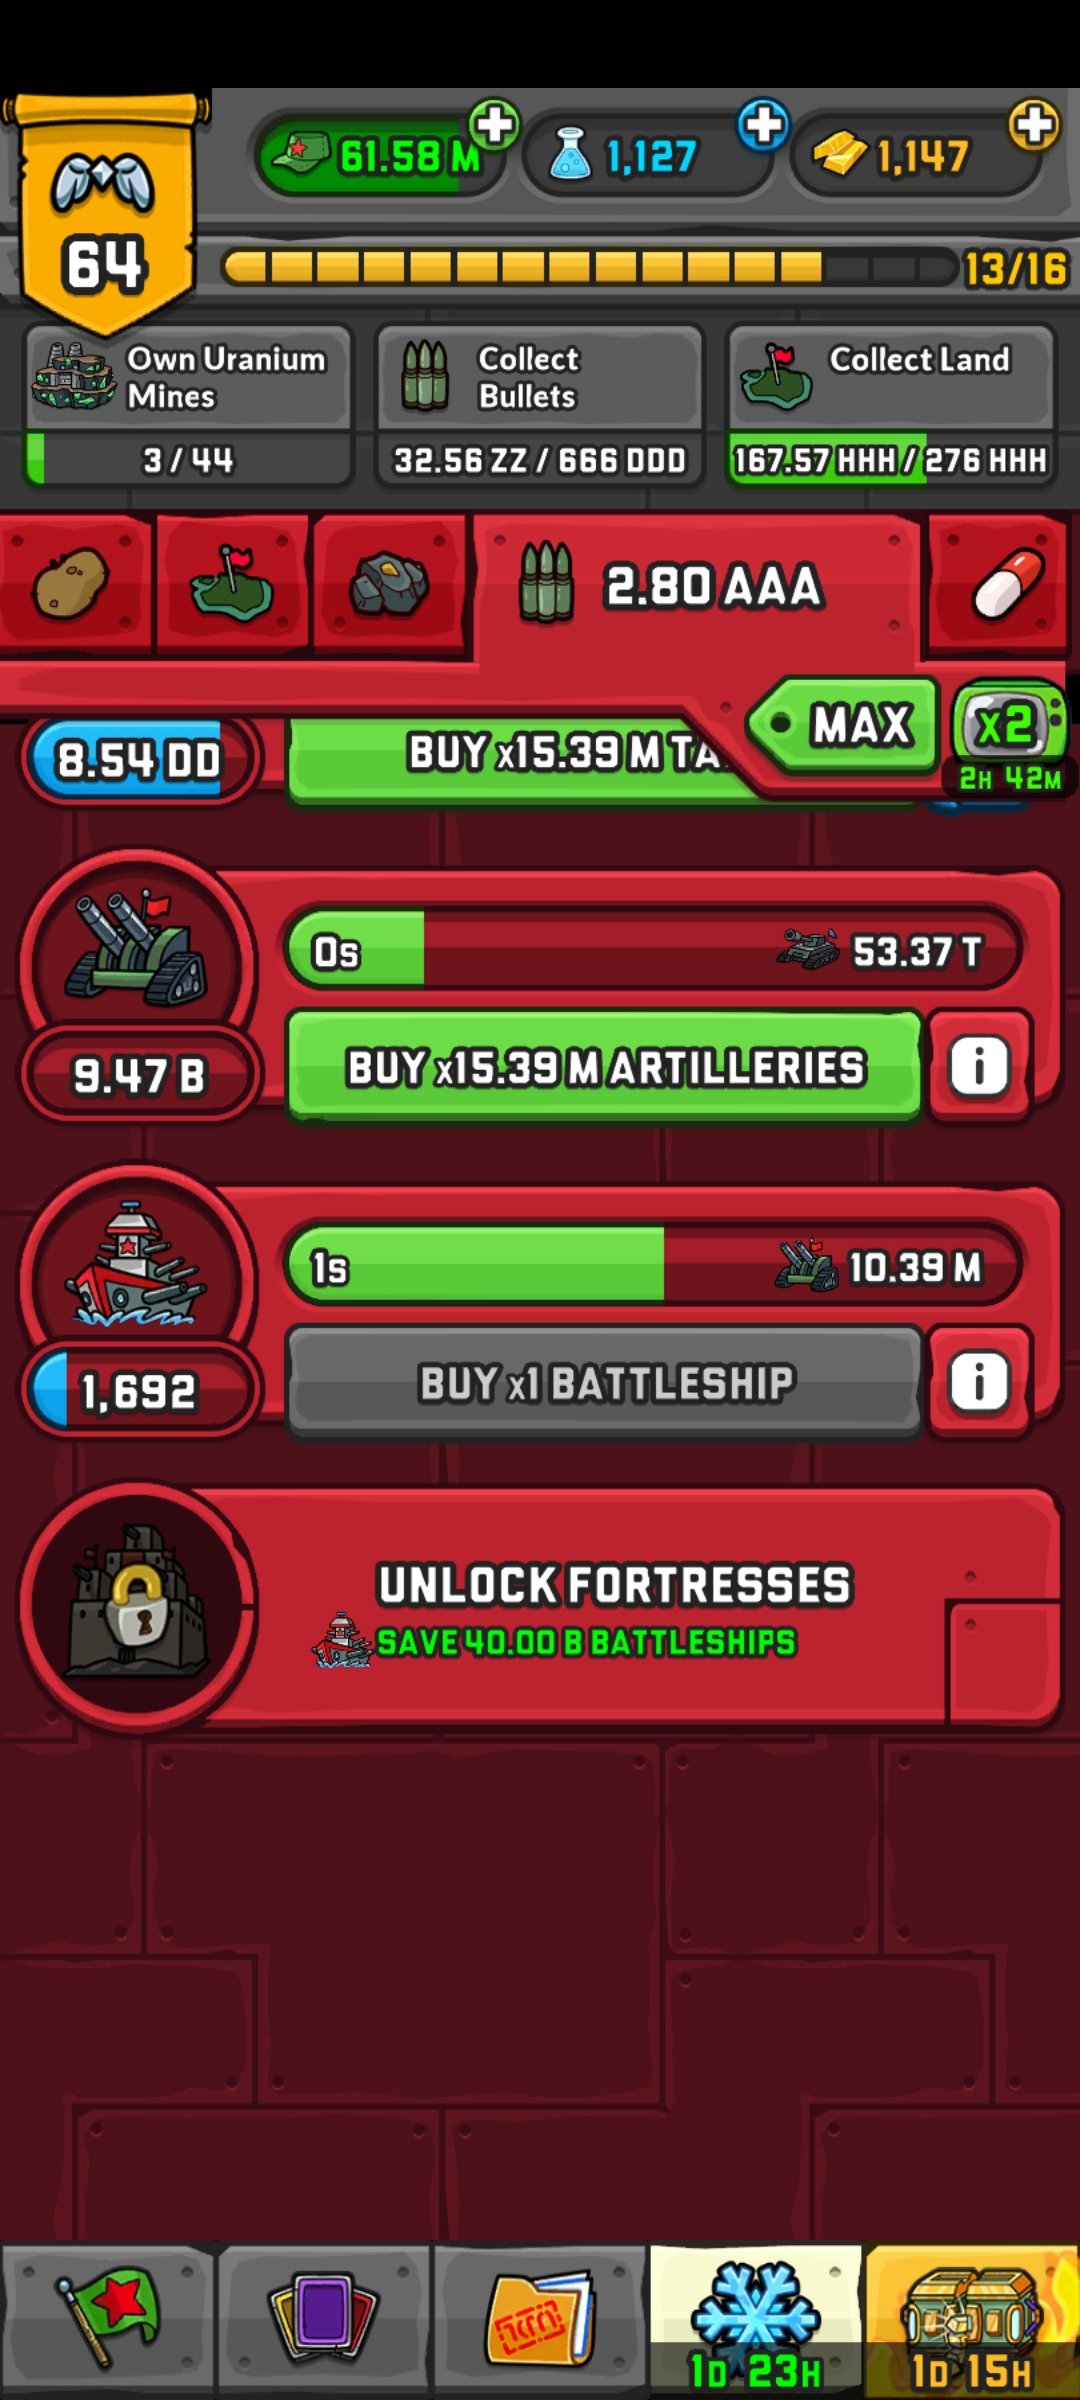 61.58 M
1,127
1,147
64
13/16
Own Uranium
Mines
3 / 44
Collect
Bullets
32.56 ZZ / 666 DDD
Collect Land
167.57 HHH / 276 HHH
2.80 AAA
MAX
x2
2H 42M
8.54 DD
BUY x15.39 M TA
0s
53.37 T
9.47 B
BUY x15.39 M ARTILLERIES
i
1s
10.39 M
1,692
BUY x1 BATTLESHIP
i
UNLOCK FORTRESSES
SAVE 40.00 B BATTLESHIPS
1D 23H
1D 15H